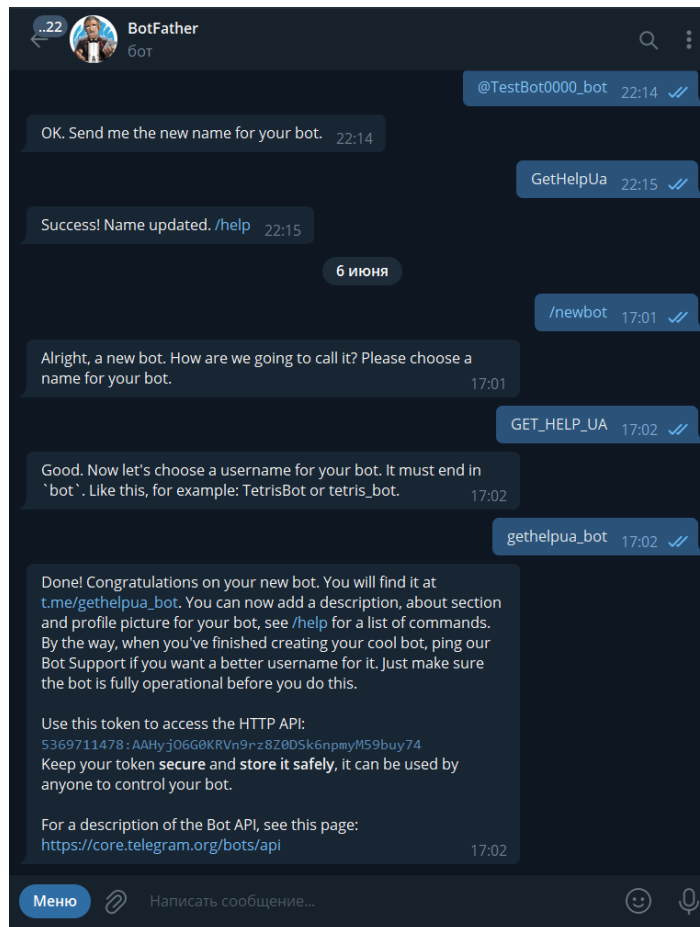 ..22
BotFather
бот
@TestBot0000_bot 22:14
OK. Send me the new name for your bot. 22:14
GetHelpUa 22:15
Success! Name updated. /help 22:15
6 июня
/newbot 17:01
Alright, a new bot. How are we going to call it? Please choose a
name for your bot. 17:01
GET_HELP_UA 17:02
Good. Now let's choose a username for your bot. It must end in
`bot`. Like this, for example: TetrisBot or tetris_bot. 17:02
gethelpua_bot 17:02
Done! Congratulations on your new bot. You will find it at
t.me/gethelpua_bot. You can now add a description, about section
and profile picture for your bot, see /help for a list of commands.
By the way, when you've finished creating your cool bot, ping our
Bot Support if you want a better username for it. Just make sure
the bot is fully operational before you do this.
Use this token to access the HTTP API:
5369711478:AAHyjO6G0KRVn9rz8Z0DSk6npmyM59buy74
Keep your token secure and store it safely, it can be used by
anyone to control your bot.
For a description of the Bot API, see this page:
https://core.telegram.org/bots/api 17:02
Меню
Написать сообщение...